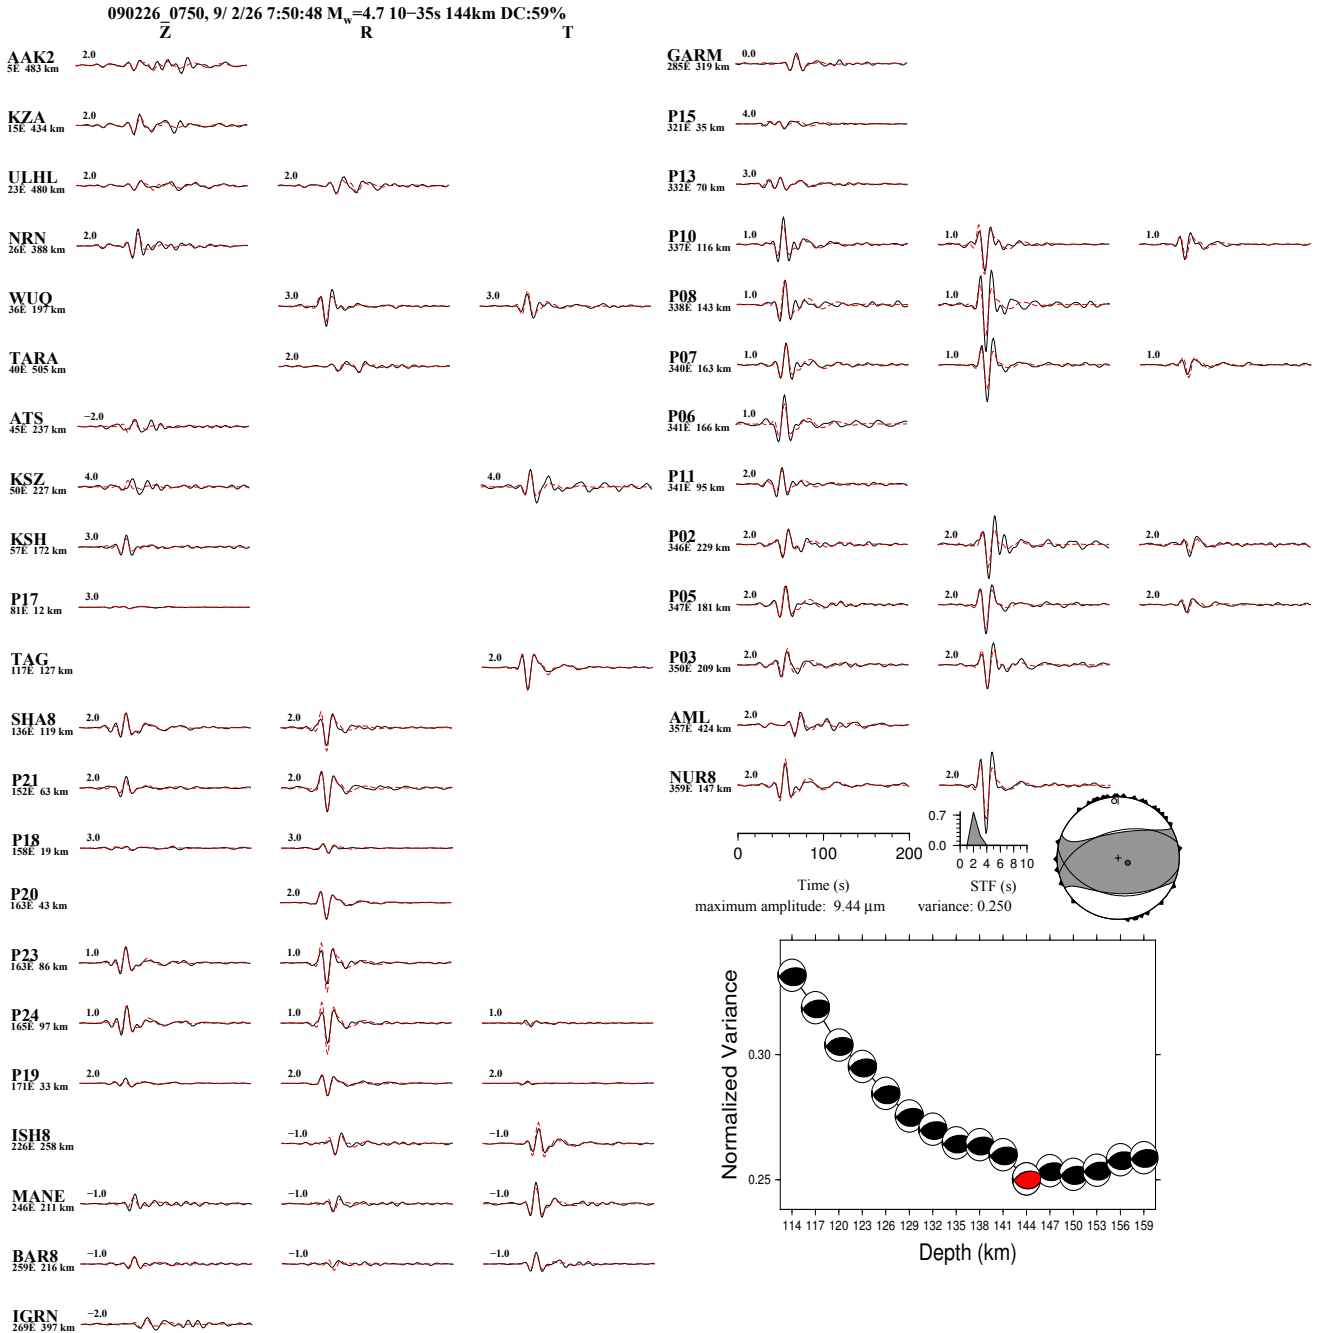 090226_0750, 9/ 2/26 7:50:48 Mw=4.7 10−35s 144km DC:59%
Z R T
AAK2 2.0
5E 483 km
KZA 2.0
15E 434 km
ULHL 2.0 2.0
23E 480 km
NRN 2.0
26E 388 km
WUQ 3.0 3.0
36E 197 km
TARA 2.0
40E 505 km
ATS −2.0
45E 237 km
KSZ 4.0 4.0
50E 227 km
KSH 3.0
57E 172 km
P17 3.0
81E 12 km
TAG 2.0
117E 127 km
SHA8 2.0 2.0
136E 119 km
P21 2.0 2.0
152E 63 km
P18 3.0 3.0
158E 19 km
P20 2.0
163E 43 km
P23 1.0 1.0
163E 86 km
P24 1.0 1.0 1.0
165E 97 km
P19 2.0 2.0 2.0
171E 33 km
ISH8 −1.0 −1.0
226E 258 km
MANE −1.0 −1.0 −1.0
246E 211 km
BAR8 −1.0 −1.0 −1.0
259E 216 km
IGRN −2.0
269E 397 km
GARM 0.0
285E 319 km
P15 4.0
321E 35 km
P13 3.0
332E 70 km
P10 1.0 1.0 1.0
337E 116 km
P08 1.0 1.0
338E 143 km
P07 1.0 1.0 1.0
340E 163 km
P06 1.0
341E 166 km
P11 2.0
341E 95 km
P02 2.0 2.0 2.0
346E 229 km
P05 2.0 2.0 2.0
347E 181 km
P03 2.0 2.0
350E 209 km
AML 2.0
357E 424 km
NUR8 2.0 2.0
359E 147 km
0.7
0.0
0 100 200 0 2 4 6 8 10
Time (s) STF (s)
maximum amplitude: 9.44 μm variance: 0.250
Normalized Variance
0.30
0.25
114 117 120 123 126 129 132 135 138 141 144 147 150 153 156 159
Depth (km)